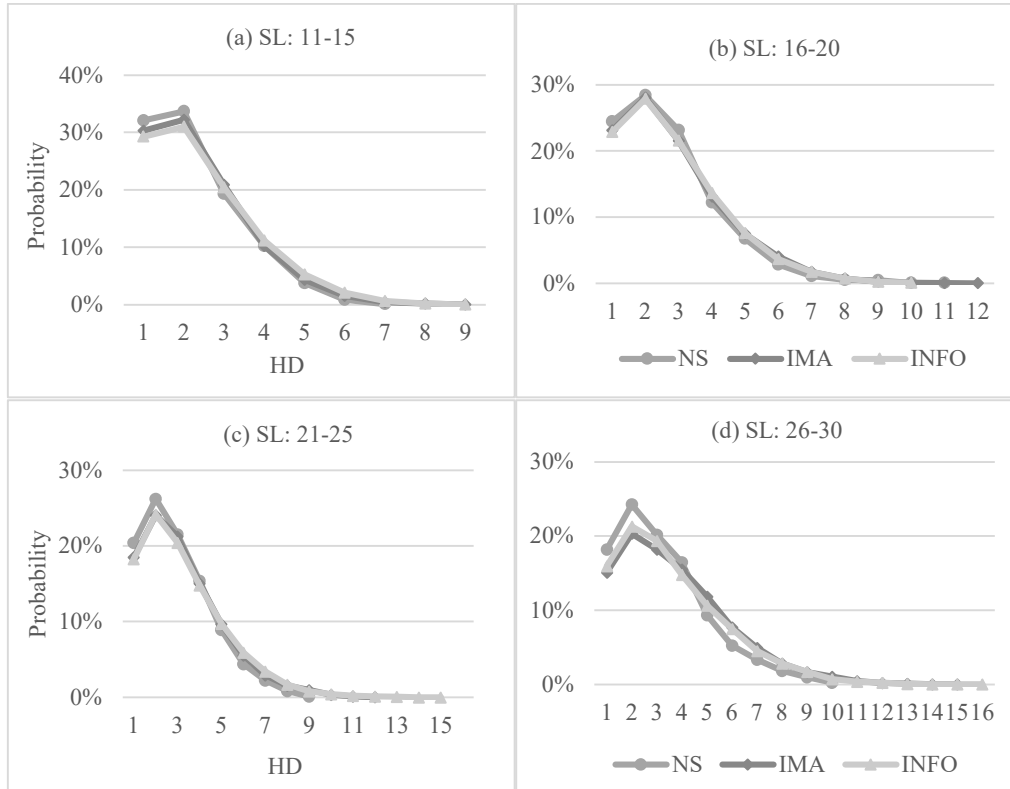 (a) SL: 11-15
40%
30%
20%
10%
0%
Probability
1 2 3 4 5 6 7 8 9
HD
(b) SL: 16-20
30%
20%
10%
0%
1 2 3 4 5 6 7 8 9 10 11 12
NS IMA INFO
(c) SL: 21-25
30%
20%
10%
0%
Probability
1 3 5 7 9 11 13 15
HD
(d) SL: 26-30
30%
20%
10%
0%
1 2 3 4 5 6 7 8 9 10 11 12 13 14 15 16
NS IMA INFO